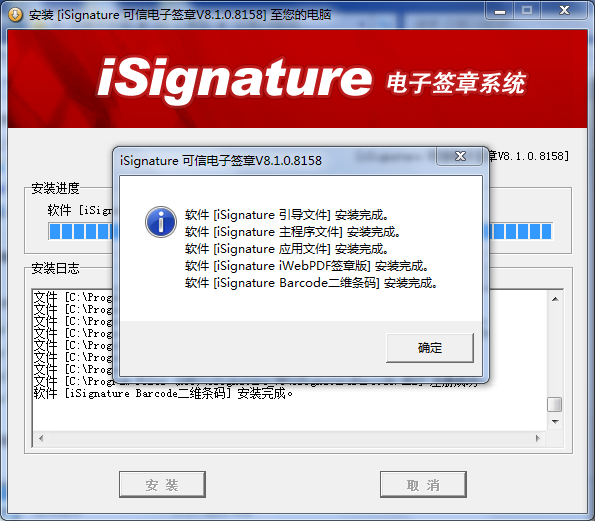 安装 [iSignature 可信电子签章V8.1.0.8158] 至您的电脑
iSignature 电子签章系统
章V8.1.0.8158]
iSignature 可信电子签章V8.1.0.8158
软件 [iSignature 引导文件] 安装完成。
软件 [iSignature 主程序文件] 安装完成。
软件 [iSignature 应用文件] 安装完成。
软件 [iSignature iWebPDF签章版] 安装完成。
软件 [iSignature Barcode二维条码] 安装完成。
确定
安装进度
软件 [iSign
安装日志
文件 [C:\Prog
文件 [C:\Prog
文件 [C:\Prog
文件 [C:\Prog
文件 [C:\Prog
文件 [C:\Prog
文件 [C:\Prog
文件 [C:\Prog
软件 [iSignature Barcode二维条码] 安装完成。
安 装
取 消